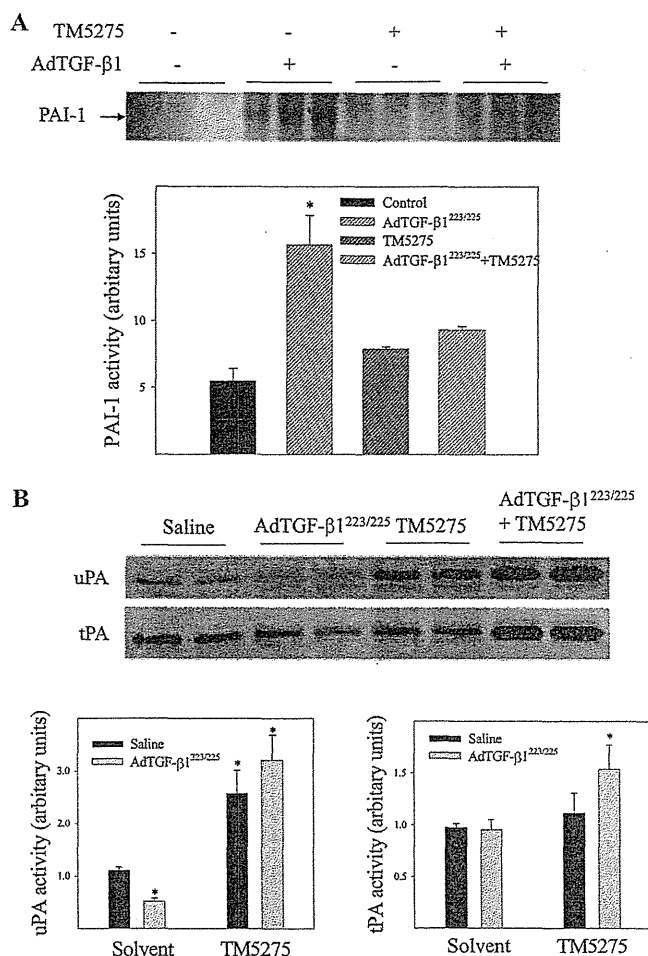 A
TM5275 - - + +
AdTGF-β1 - + - +
PAI-1
PAI-1 activity (arbitary units)
15
10
5
*
Control
AdTGF-β1223/225
TM5275
AdTGF-β1223/225+TM5275
B
Saline AdTGF-β1223/225 TM5275 AdTGF-β1223/225
+ TM5275
uPA
tPA
uPA activity (arbitary units)
3.0
2.0
1.0
Saline
AdTGF-β1223/225
*
*
*
Solvent TM5275
tPA activity (arbitary units)
1.5
1.0
0.5
Saline
AdTGF-β1223/225
*
Solvent TM5275